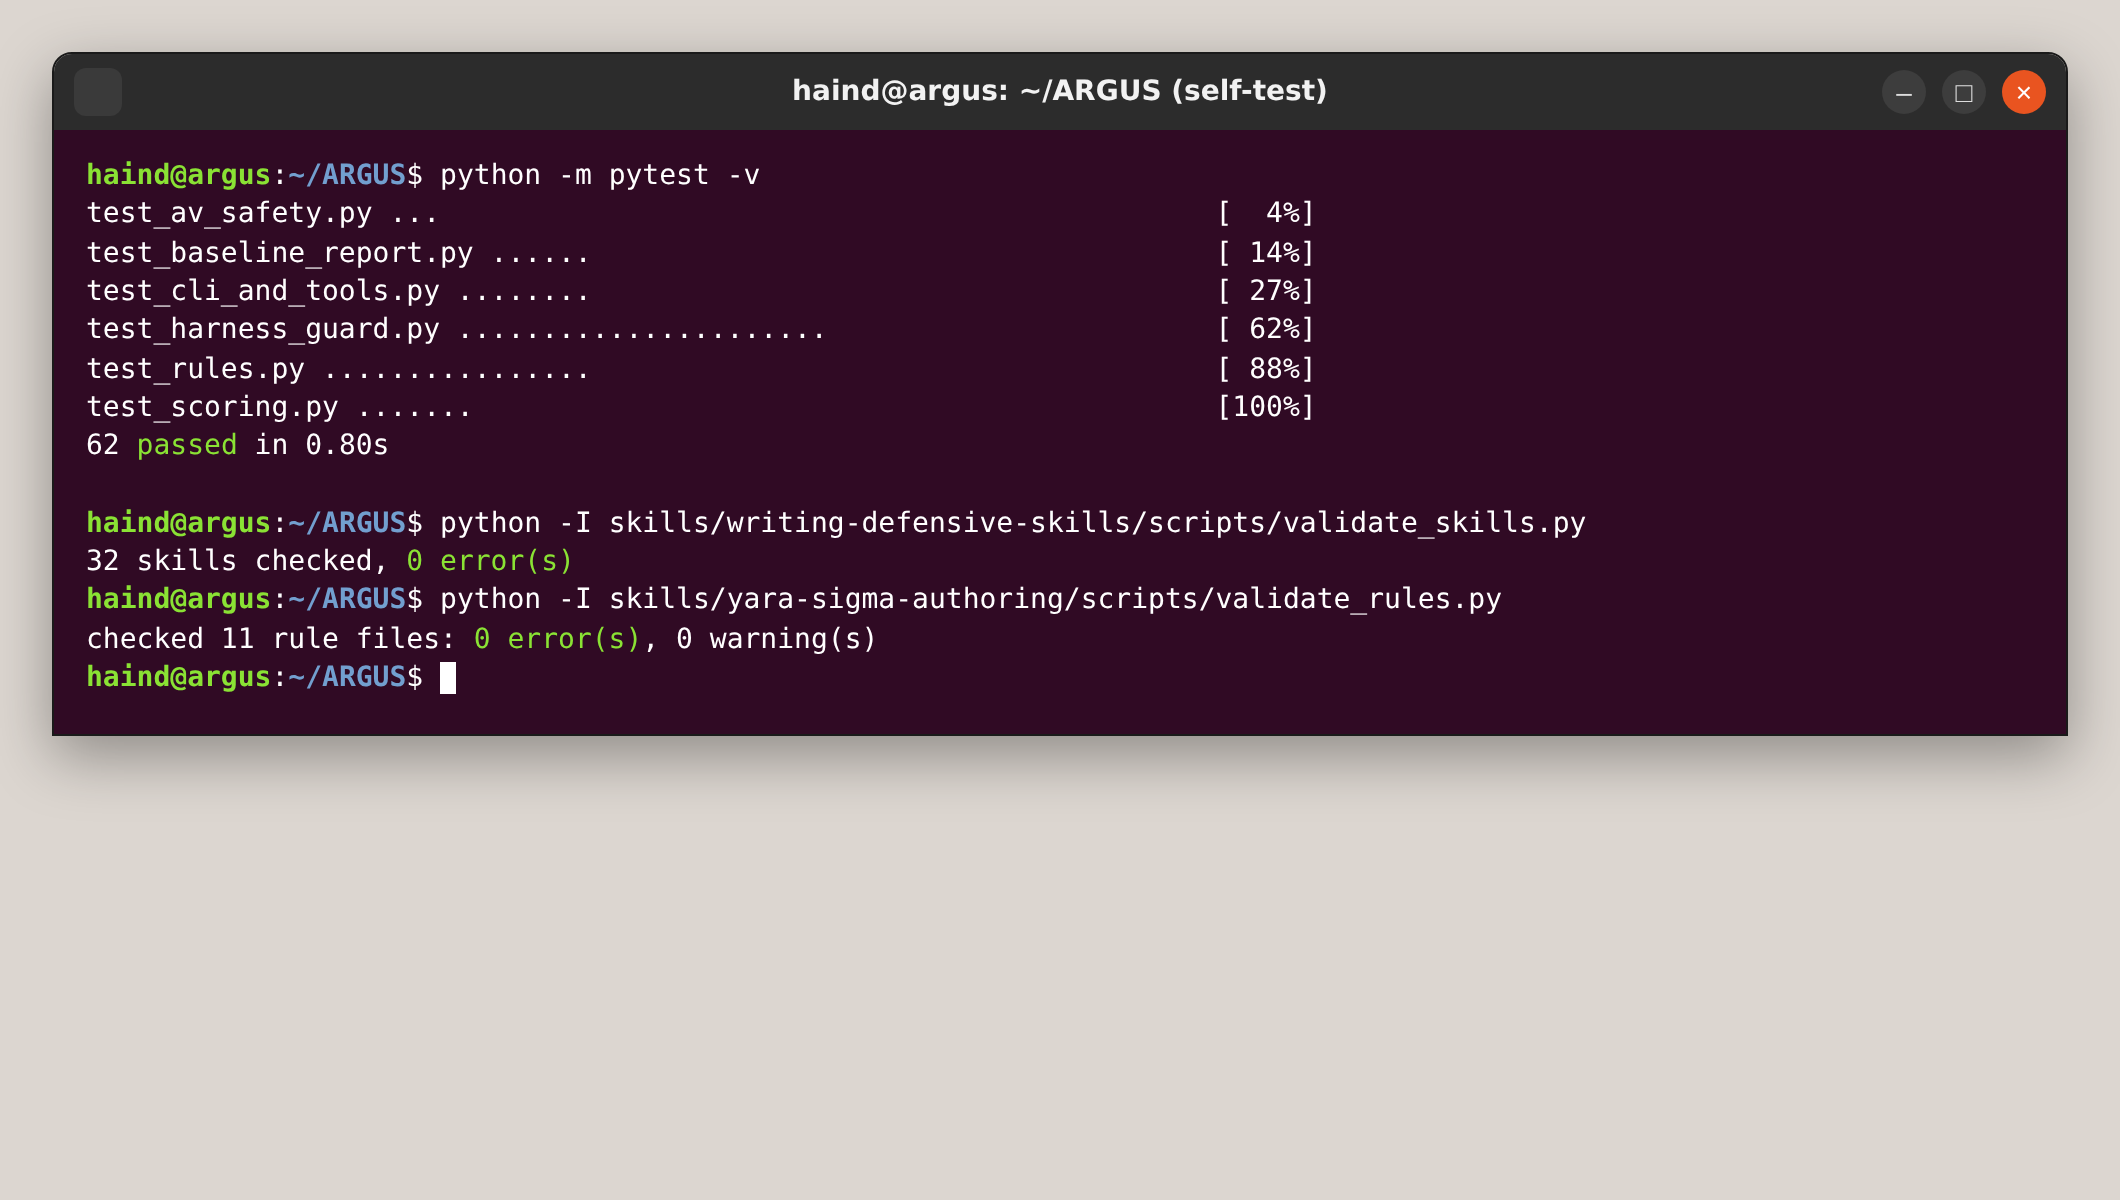 haind@argus: ~/ARGUS (self-test)
haind@argus:~/ARGUS$ python -m pytest -v
test_av_safety.py ... [  4%]
test_baseline_report.py ...... [ 14%]
test_cli_and_tools.py ........ [ 27%]
test_harness_guard.py ...................... [ 62%]
test_rules.py ................ [ 88%]
test_scoring.py ....... [100%]
62 passed in 0.80s
haind@argus:~/ARGUS$ python -I skills/writing-defensive-skills/scripts/validate_skills.py
32 skills checked, 0 error(s)
haind@argus:~/ARGUS$ python -I skills/yara-sigma-authoring/scripts/validate_rules.py
checked 11 rule files: 0 error(s), 0 warning(s)
haind@argus:~/ARGUS$